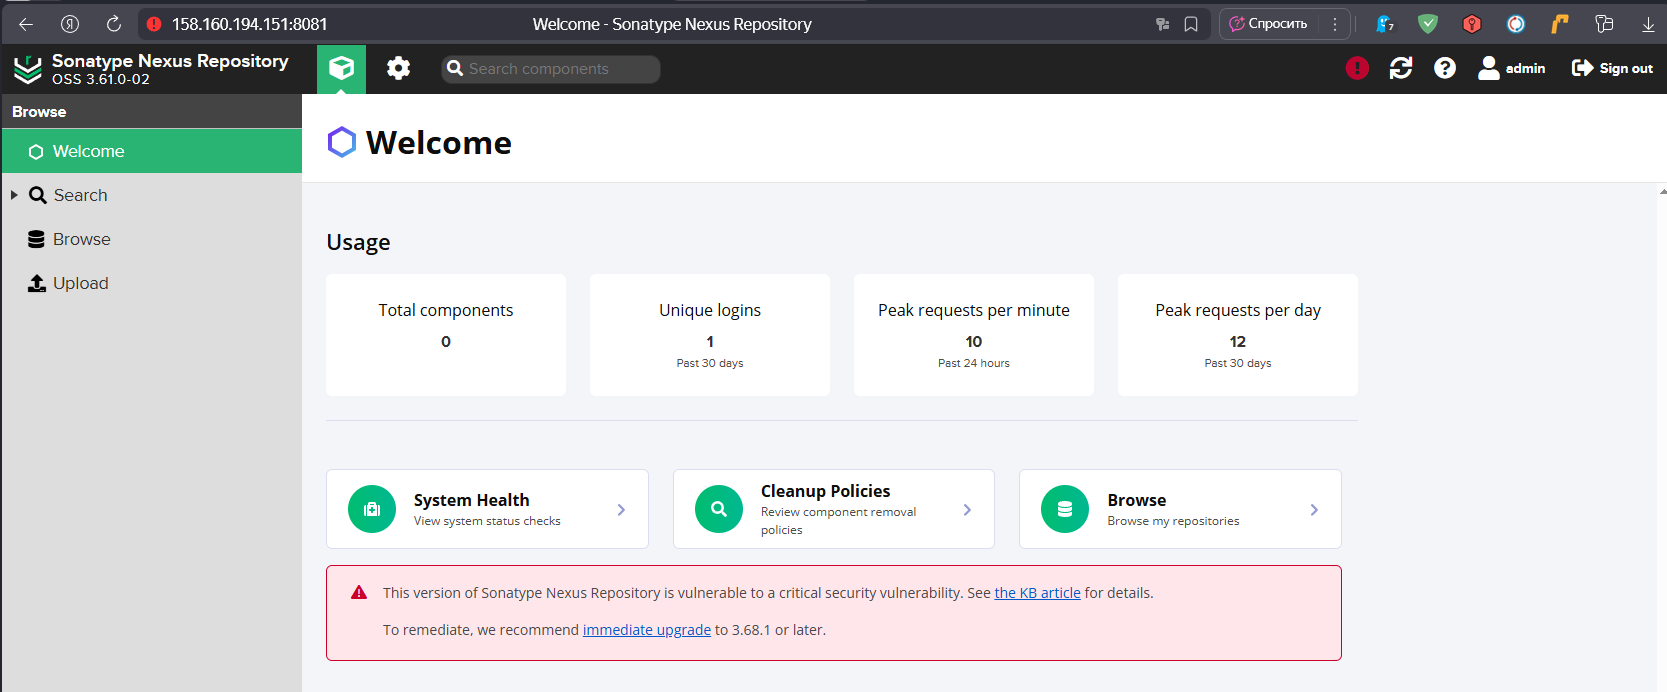 158.160.194.151:8081
Welcome - Sonatype Nexus Repository
Спросить
7
Sonatype Nexus Repository
OSS 3.61.0-02
Search components
admin
Sign out
Browse
Welcome
Search
Browse
Upload
Welcome
Usage
Total components
0
Unique logins
1
Past 30 days
Peak requests per minute
10
Past 24 hours
Peak requests per day
12
Past 30 days
System Health
View system status checks
Cleanup Policies
Review component removal
policies
Browse
Browse my repositories
This version of Sonatype Nexus Repository is vulnerable to a critical security vulnerability. See the KB article for details.
To remediate, we recommend immediate upgrade to 3.68.1 or later.